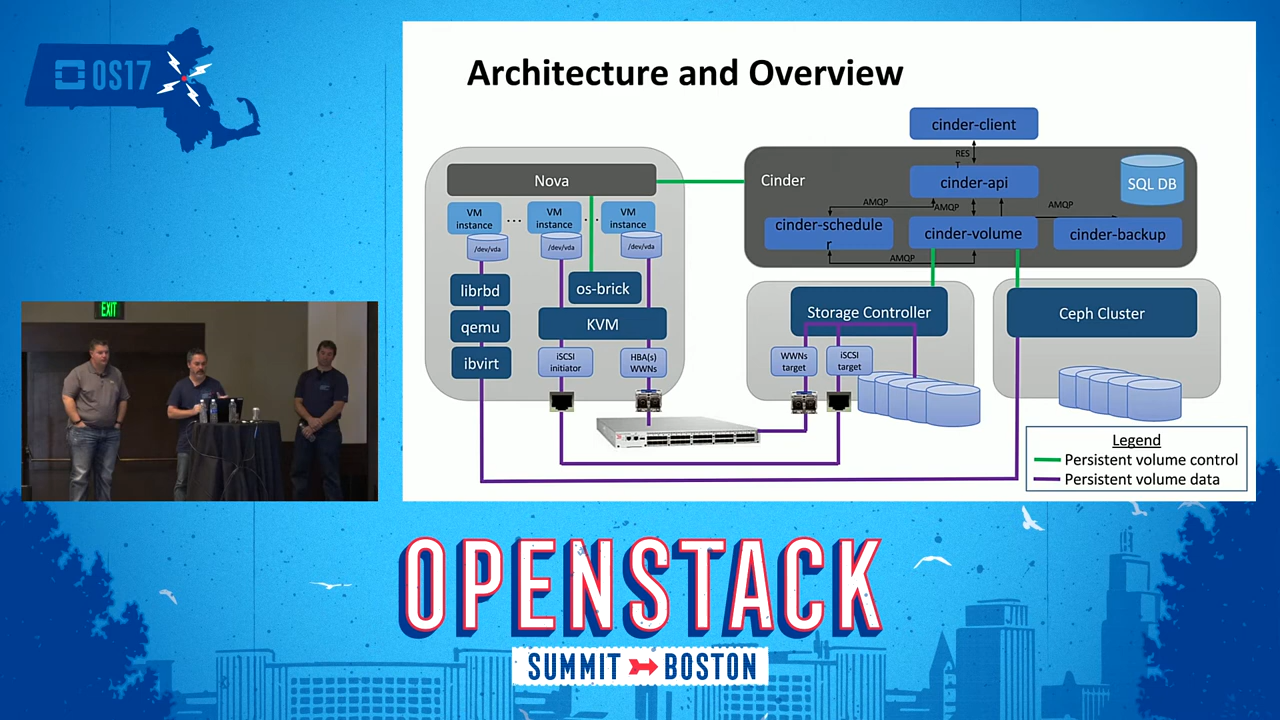 OS17
EXIT
Architecture and Overview
cinder-client
RES
T
Nova
Cinder
cinder-api
SQL DB
AMQP
AMQP
AMQP
VM
instance
...
VM
instance
...
VM
instance
cinder-schedule
r
cinder-volume
cinder-backup
AMQP
/dev/vda
/dev/vda
/dev/vda
librbd
os-brick
qemu
KVM
ibvirt
iSCSI
initiator
HBA(s)
WWNs
Storage Controller
Ceph Cluster
WWNs
target
iSCSI
target
Legend
Persistent volume control
Persistent volume data
OPENSTACK
SUMMIT BOSTON